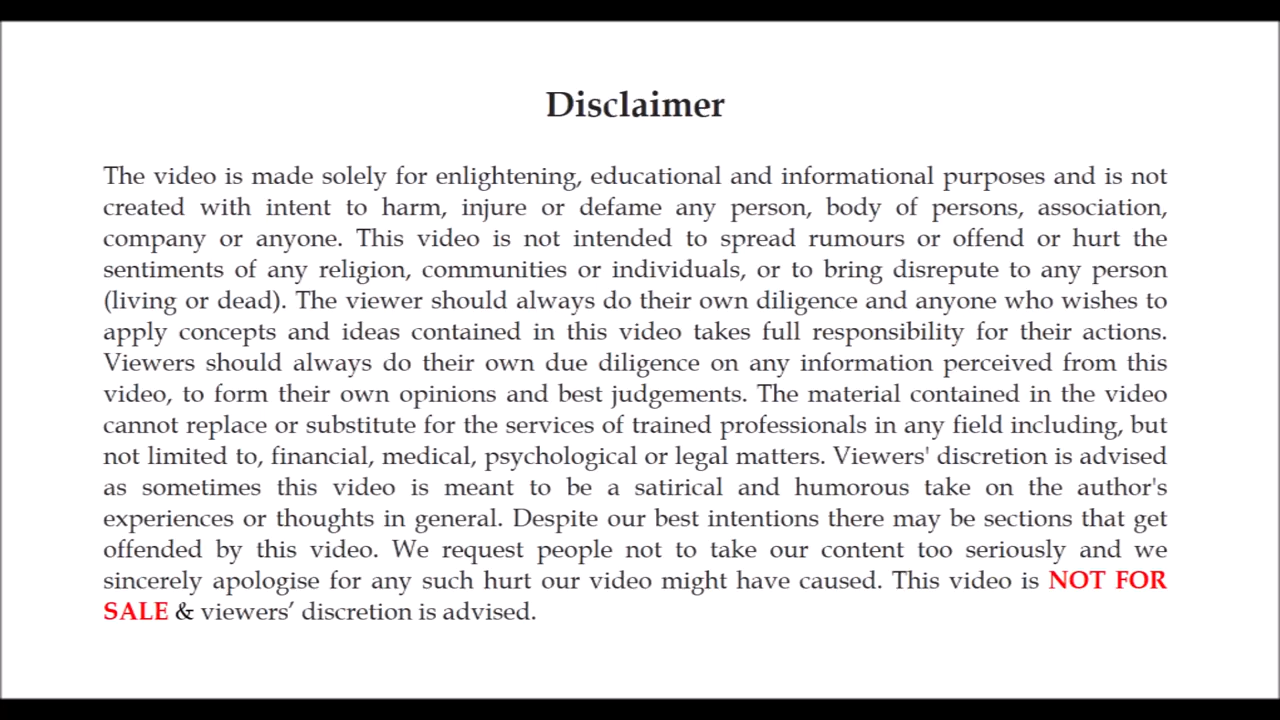 Disclaimer
The video is made solely for enlightening, educational and informational purposes and is not
created with intent to harm, injure or defame any person, body of persons, association,
company or anyone. This video is not intended to spread rumours or offend or hurt the
sentiments of any religion, communities or individuals, or to bring disrepute to any person
(living or dead). The viewer should always do their own diligence and anyone who wishes to
apply concepts and ideas contained in this video takes full responsibility for their actions.
Viewers should always do their own due diligence on any information perceived from this
video, to form their own opinions and best judgements. The material contained in the video
cannot replace or substitute for the services of trained professionals in any field including, but
not limited to, financial, medical, psychological or legal matters. Viewers' discretion is advised
as sometimes this video is meant to be a satirical and humorous take on the author's
experiences or thoughts in general. Despite our best intentions there may be sections that get
offended by this video. We request people not to take our content too seriously and we
sincerely apologise for any such hurt our video might have caused. This video is NOT FOR
SALE & viewers’ discretion is advised.